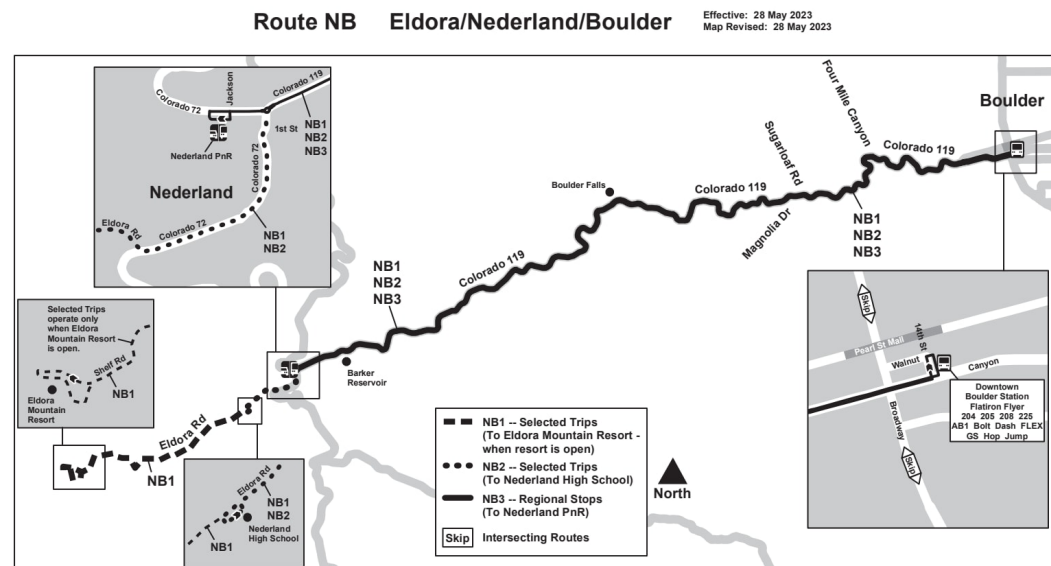 Route NB Eldora/Nederland/Boulder
Effective: 28 May 2023
Map Revised: 28 May 2023
Colorado 72
Jackson
Colorado 119
1st St
NB1
NB2
NB3
Nederland PnR
Nederland
Colorado 72
Eldora Rd
Colorado 72
NB1
NB2
Selected Trips
operate only
when Eldora
Mountain Resort
is open.
Shelf Rd
NB1
Eldora
Mountain
Resort
Eldora Rd
NB1
Eldora Rd
NB1
NB2
Nederland
High School
NB1
NB1
NB2
NB3
Barker
Reservoir
Colorado 119
Boulder Falls
Colorado 119
Sugarloaf Rd
Magnolia Dr
Four Mile Canyon
Colorado 119
NB1
NB2
NB3
Boulder
Skip
Pearl St Mall
14th St
Walnut
Canyon
Broadway
Skip
Downtown
Boulder Station
Flatiron Flyer
204 205 208 225
AB1 Bolt Dash FLEX
GS Hop Jump
NB1 -- Selected Trips
(To Eldora Mountain Resort -
when resort is open)
NB2 -- Selected Trips
(To Nederland High School)
NB3 -- Regional Stops
(To Nederland PnR)
Skip Intersecting Routes
North